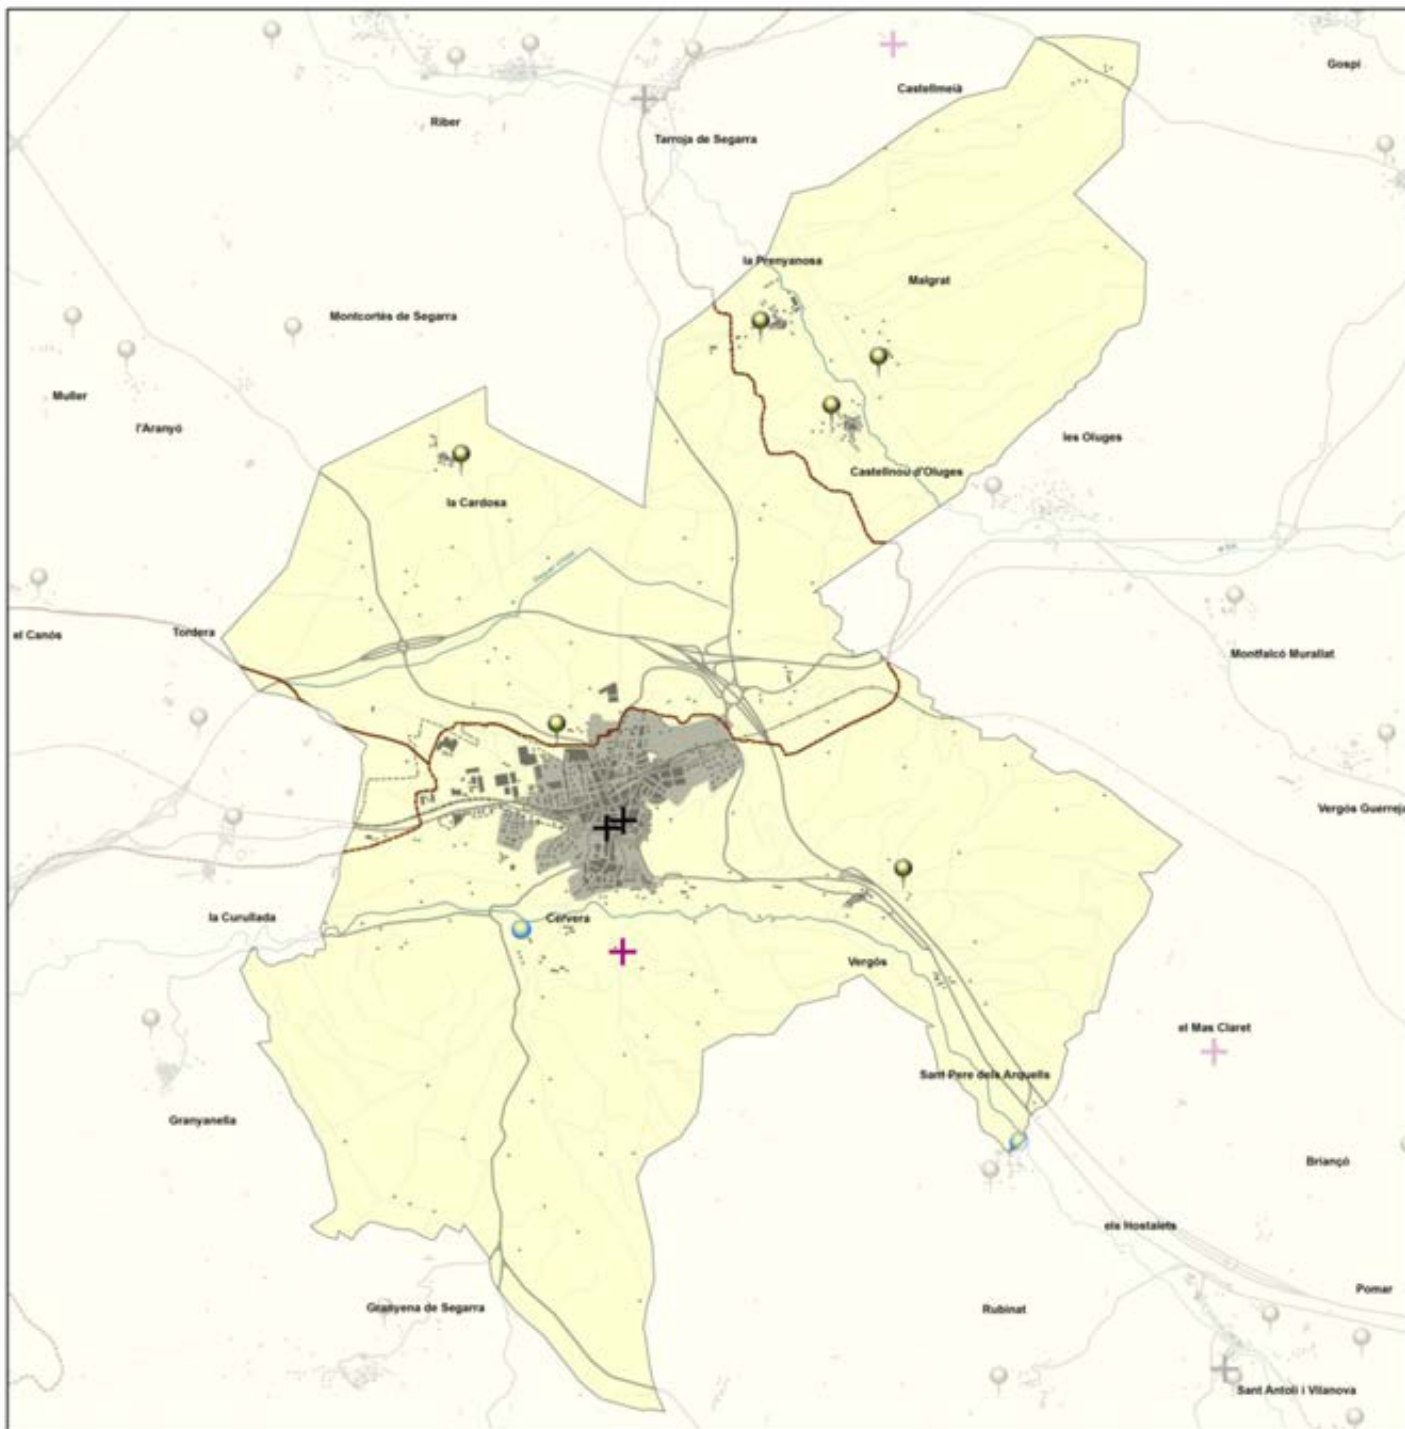 Gospí
Castellmeià
Riber
Tarroja de Segarra
la Prenyanosa
Malgrat
Montcortès de Segarra
Muller
l'Aranyó
les Oluges
Castellnou d'Oluges
la Cardosa
el Canós
Tordera
Montfalcó Murallat
Vergós Guerreja
la Curullada
Cervera
Vergós
el Mas Claret
Sant Pere dels Arquells
Granyanella
Briançó
els Hostalets
Pomar
Granyena de Segarra
Rubinat
Sant Antolí i Vilanova